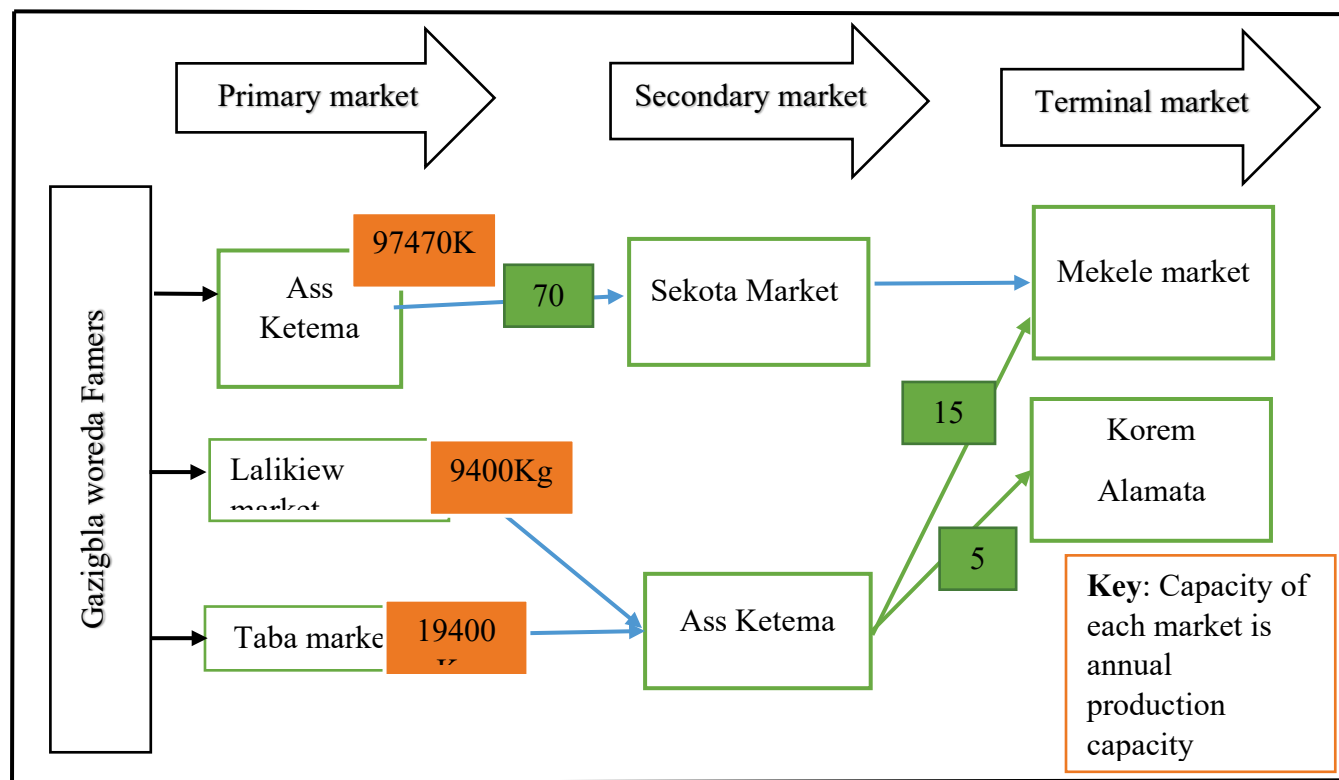 Primary market
Secondary market
Terminal market
Gazigbla woreda Famers
97470K
Ass
Ketema
70
Sekota Market
Mekele market
15
Korem
Alamata
Lalikiew
market
9400Kg
5
Taba marke
19400
Ass Ketema
Key: Capacity of
each market is
annual
production
capacity